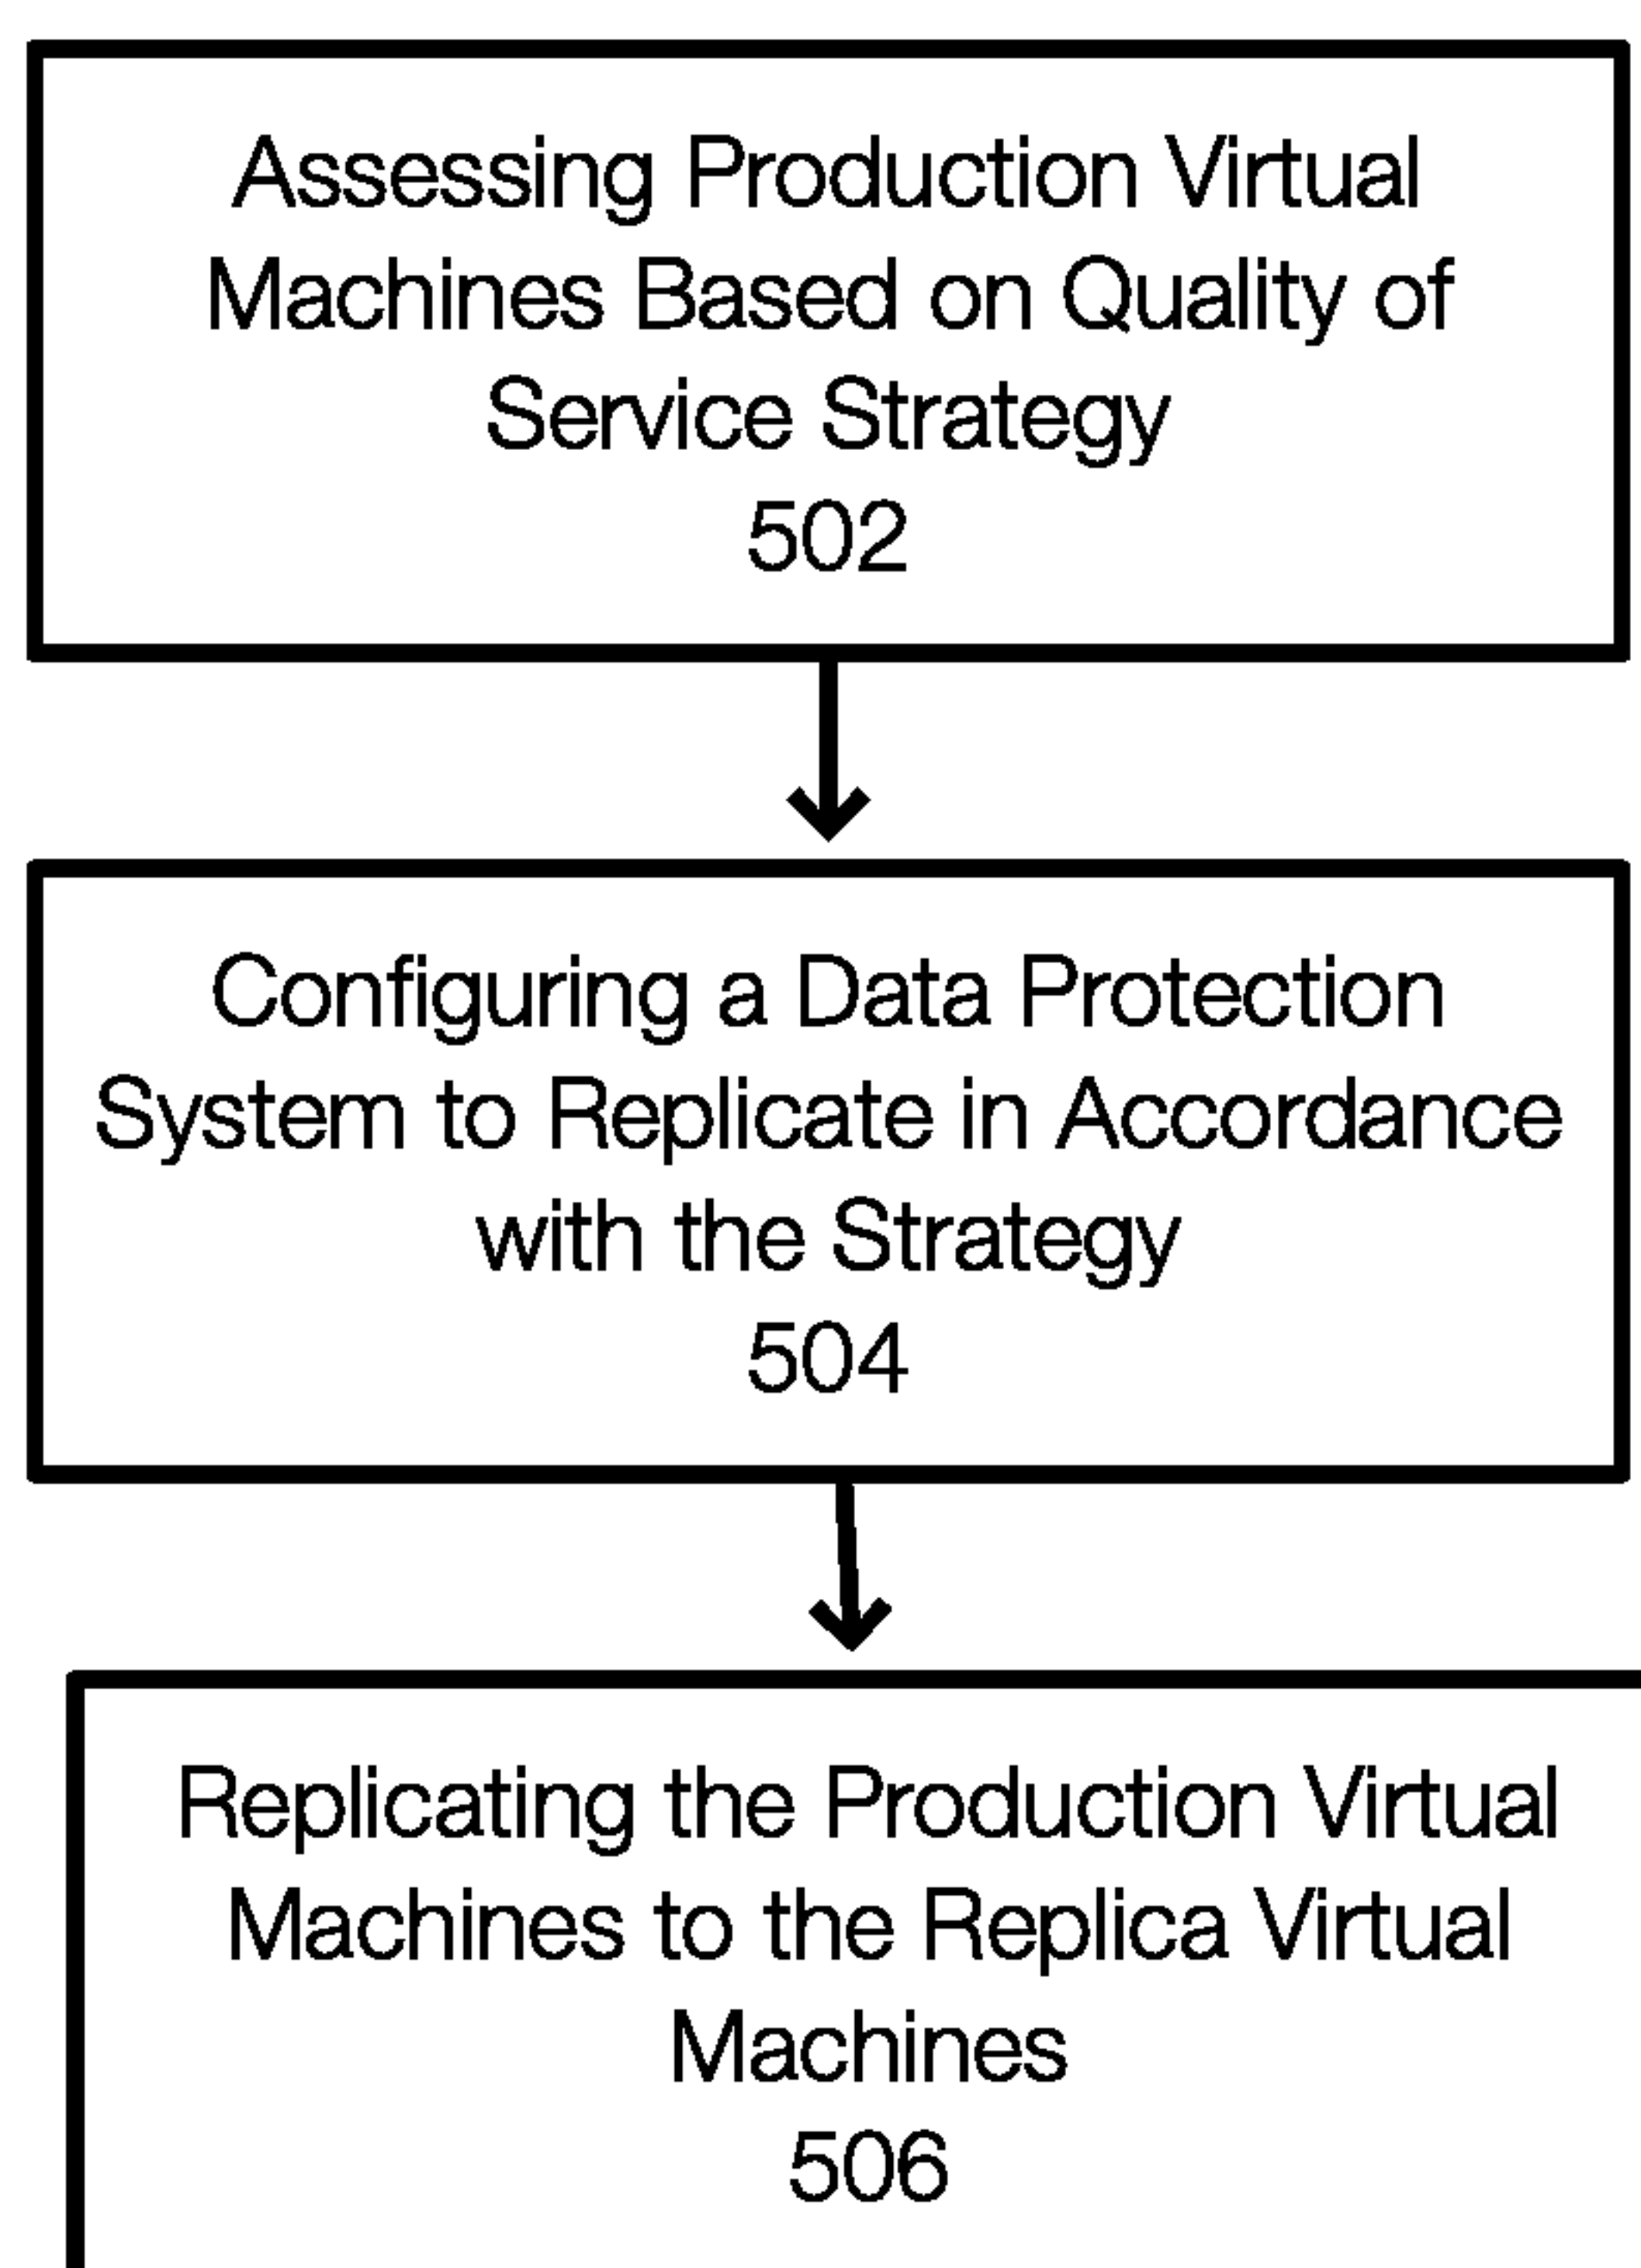 Assessing Production Virtual
Machines Based on Quality of
Service Strategy
502
Configuring a Data Protection
System to Replicate in Accordance
with the Strategy
504
Replicating the Production Virtual
Machines to the Replica Virtual
Machines
506